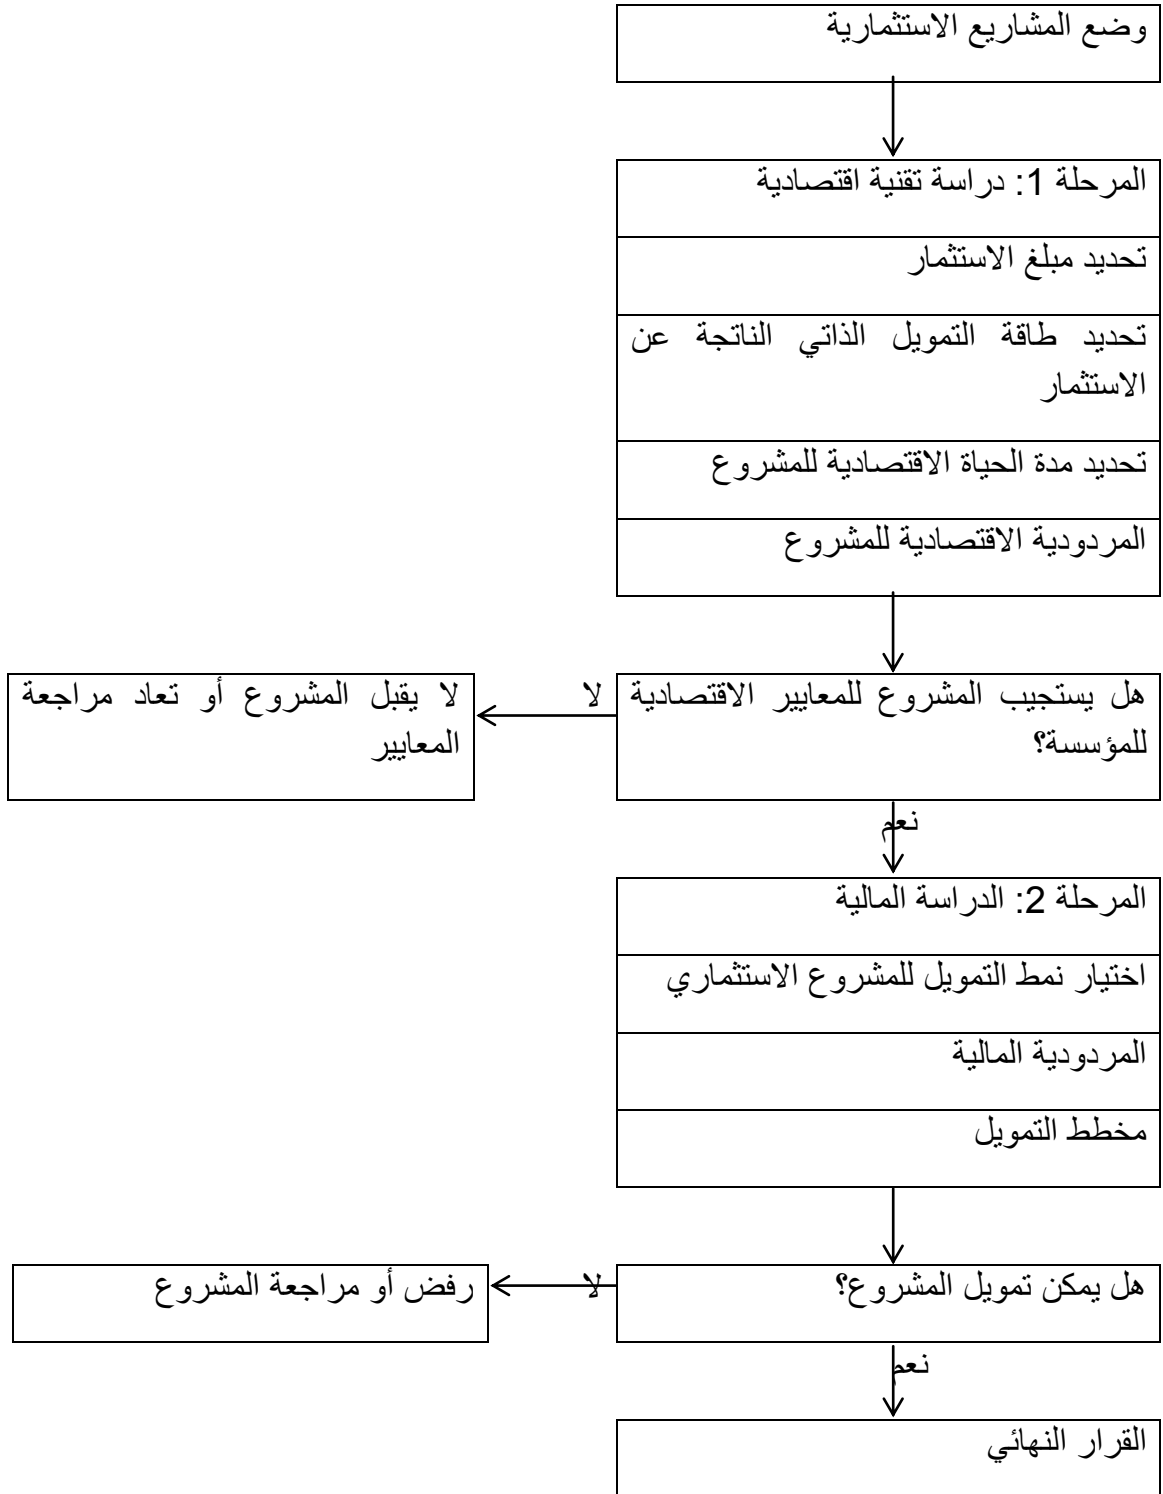 وضع المشاريع الاستثمارية
المرحلة 1: دراسة تقنية اقتصادية
تحديد مبلغ الاستثمار
تحديد طاقة التمويل الذاتي الناتجة عن
الاستثمار
تحديد مدة الحياة الاقتصادية للمشروع
المردودية الاقتصادية للمشروع
هل يستجيب المشروع للمعايير الاقتصادية
للمؤسسة؟
لا
لا يقبل المشروع أو تعاد مراجعة
المعايير
نعم
المرحلة 2: الدراسة المالية
اختيار نمط التمويل للمشروع الاستثماري
المردودية المالية
مخطط التمويل
هل يمكن تمويل المشروع؟
لا
رفض أو مراجعة المشروع
نعم
القرار النهائي